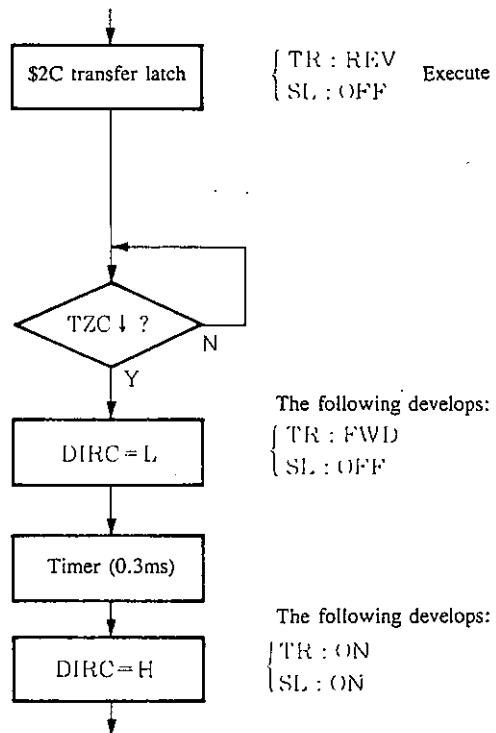 $2C transfer latch
TR : REV
SL : OFF
Execute
TZC ↓ ?
N
Y
The following develops:
DIRC = L
TR : FWD
SL : OFF
Timer (0.3ms)
The following develops:
DIRC = H
TR : ON
SL : ON